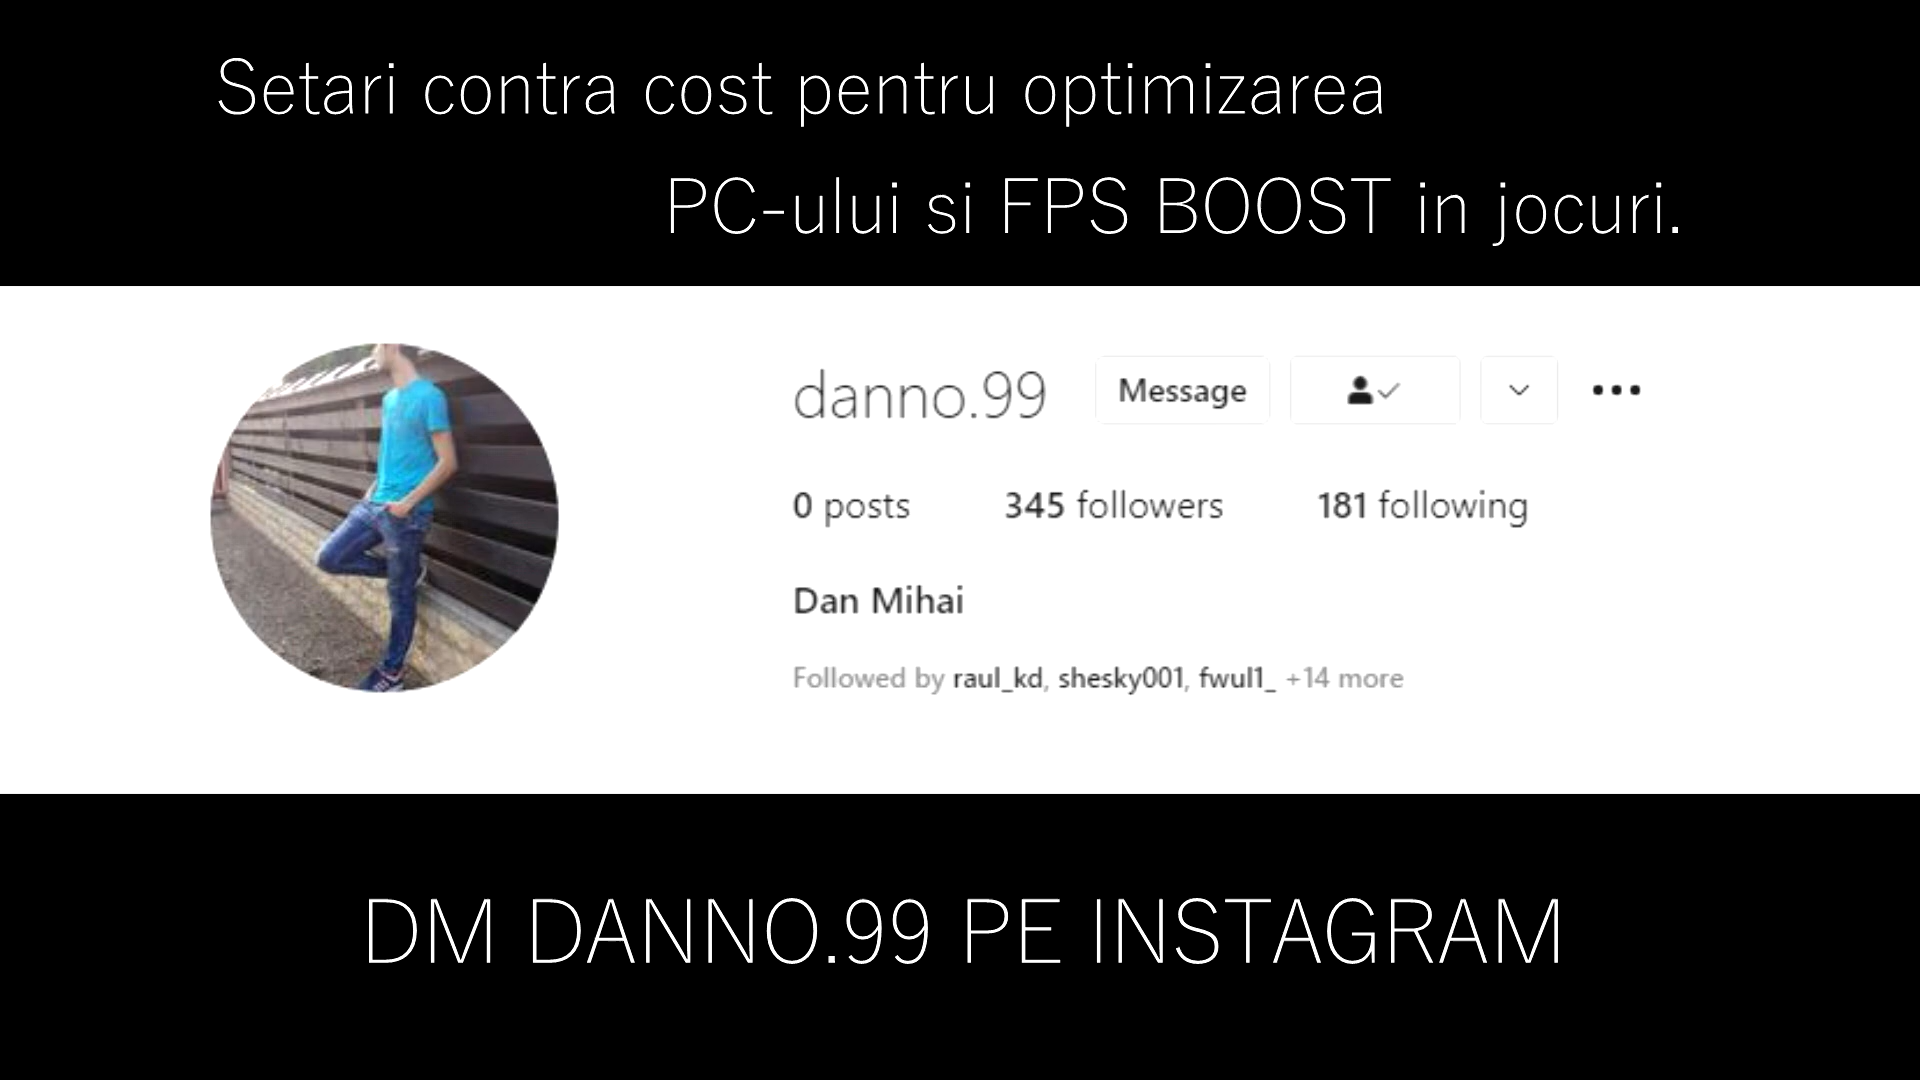 Setari contra cost pentru optimizarea
PC-ului si FPS BOOST in jocuri.
danno.99 Message
0 posts 345 followers 181 following
Dan Mihai
Followed by raul_kd, shesky001, fwul1_ +14 more
DM DANNO.99 PE INSTAGRAM